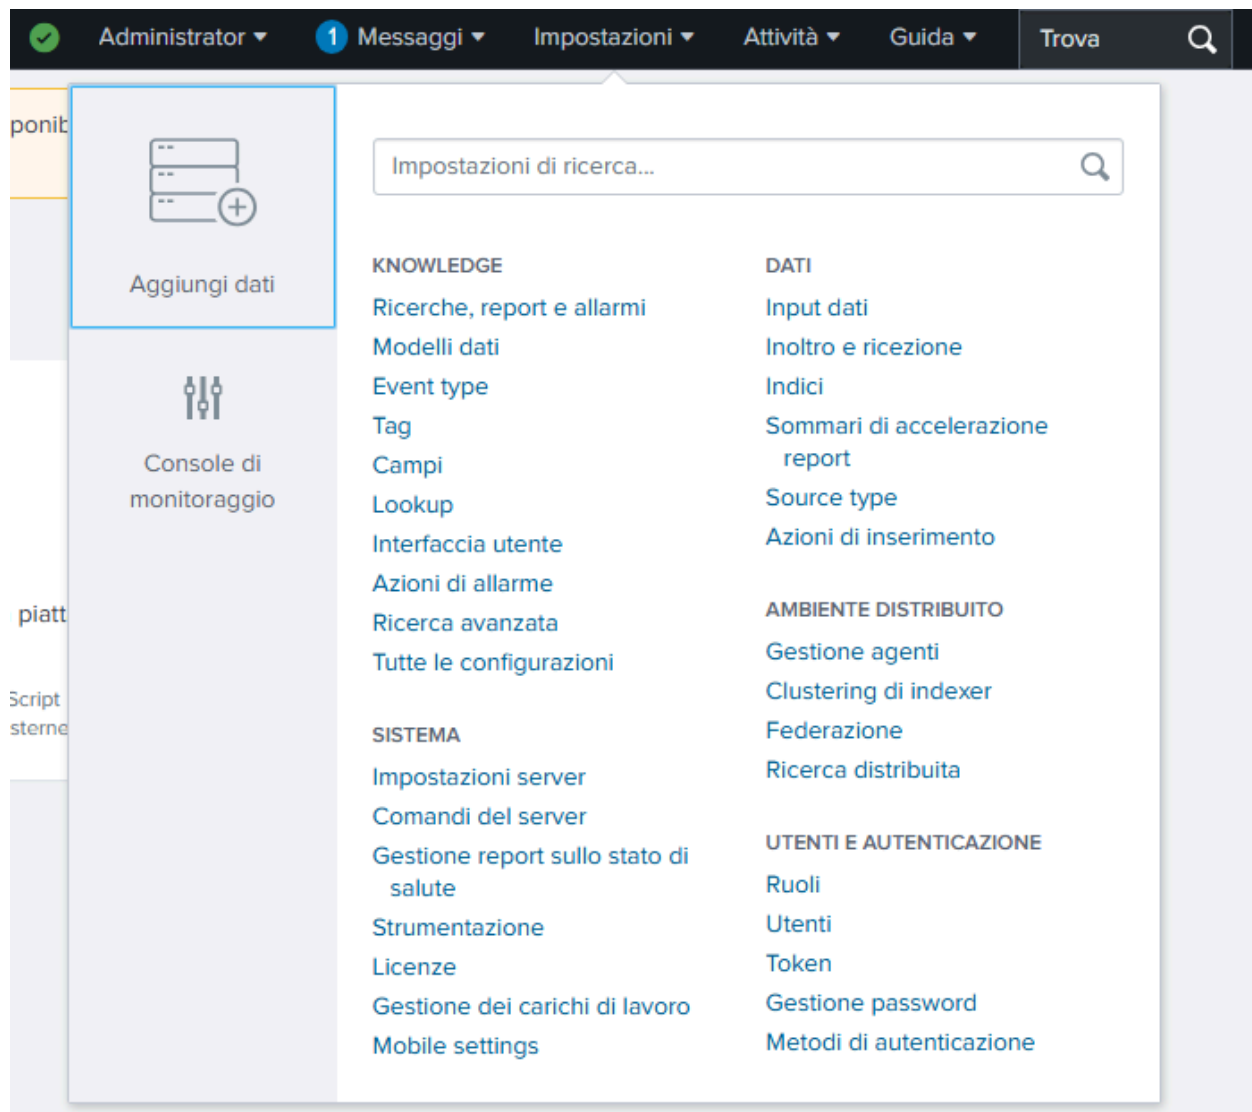 Administrator
1 Messaggi
Impostazioni
Attività
Guida
Trova
Aggiungi dati
Console di
monitoraggio
piatt
Script
sterne
Impostazioni di ricerca...
KNOWLEDGE
Ricerche, report e allarmi
Modelli dati
Event type
Tag
Campi
Lookup
Interfaccia utente
Azioni di allarme
Ricerca avanzata
Tutte le configurazioni
SISTEMA
Impostazioni server
Comandi del server
Gestione report sullo stato di
salute
Strumentazione
Licenze
Gestione dei carichi di lavoro
Mobile settings
DATI
Input dati
Inoltro e ricezione
Indici
Sommari di accelerazione
report
Source type
Azioni di inserimento
AMBIENTE DISTRIBUITO
Gestione agenti
Clustering di indexer
Federazione
Ricerca distribuita
UTENTI E AUTENTICAZIONE
Ruoli
Utenti
Token
Gestione password
Metodi di autenticazione